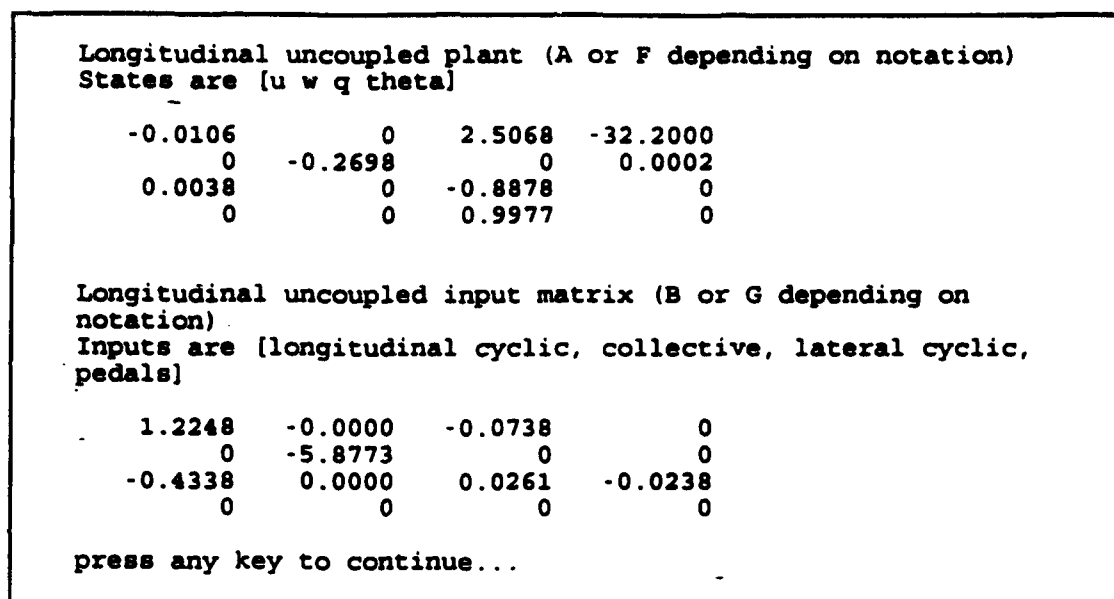 Longitudinal uncoupled plant (A or F depending on notation)
States are [u w q theta]
-0.0106 0 2.5068 -32.2000
0 -0.2698 0 0.0002
0.0038 0 -0.8878 0
0 0 0.9977 0
Longitudinal uncoupled input matrix (B or G depending on
notation)
Inputs are [longitudinal cyclic, collective, lateral cyclic,
pedals]
1.2248 -0.0000 -0.0738 0
0 -5.8773 0 0
-0.4338 0.0000 0.0261 -0.0238
0 0 0 0
press any key to continue...